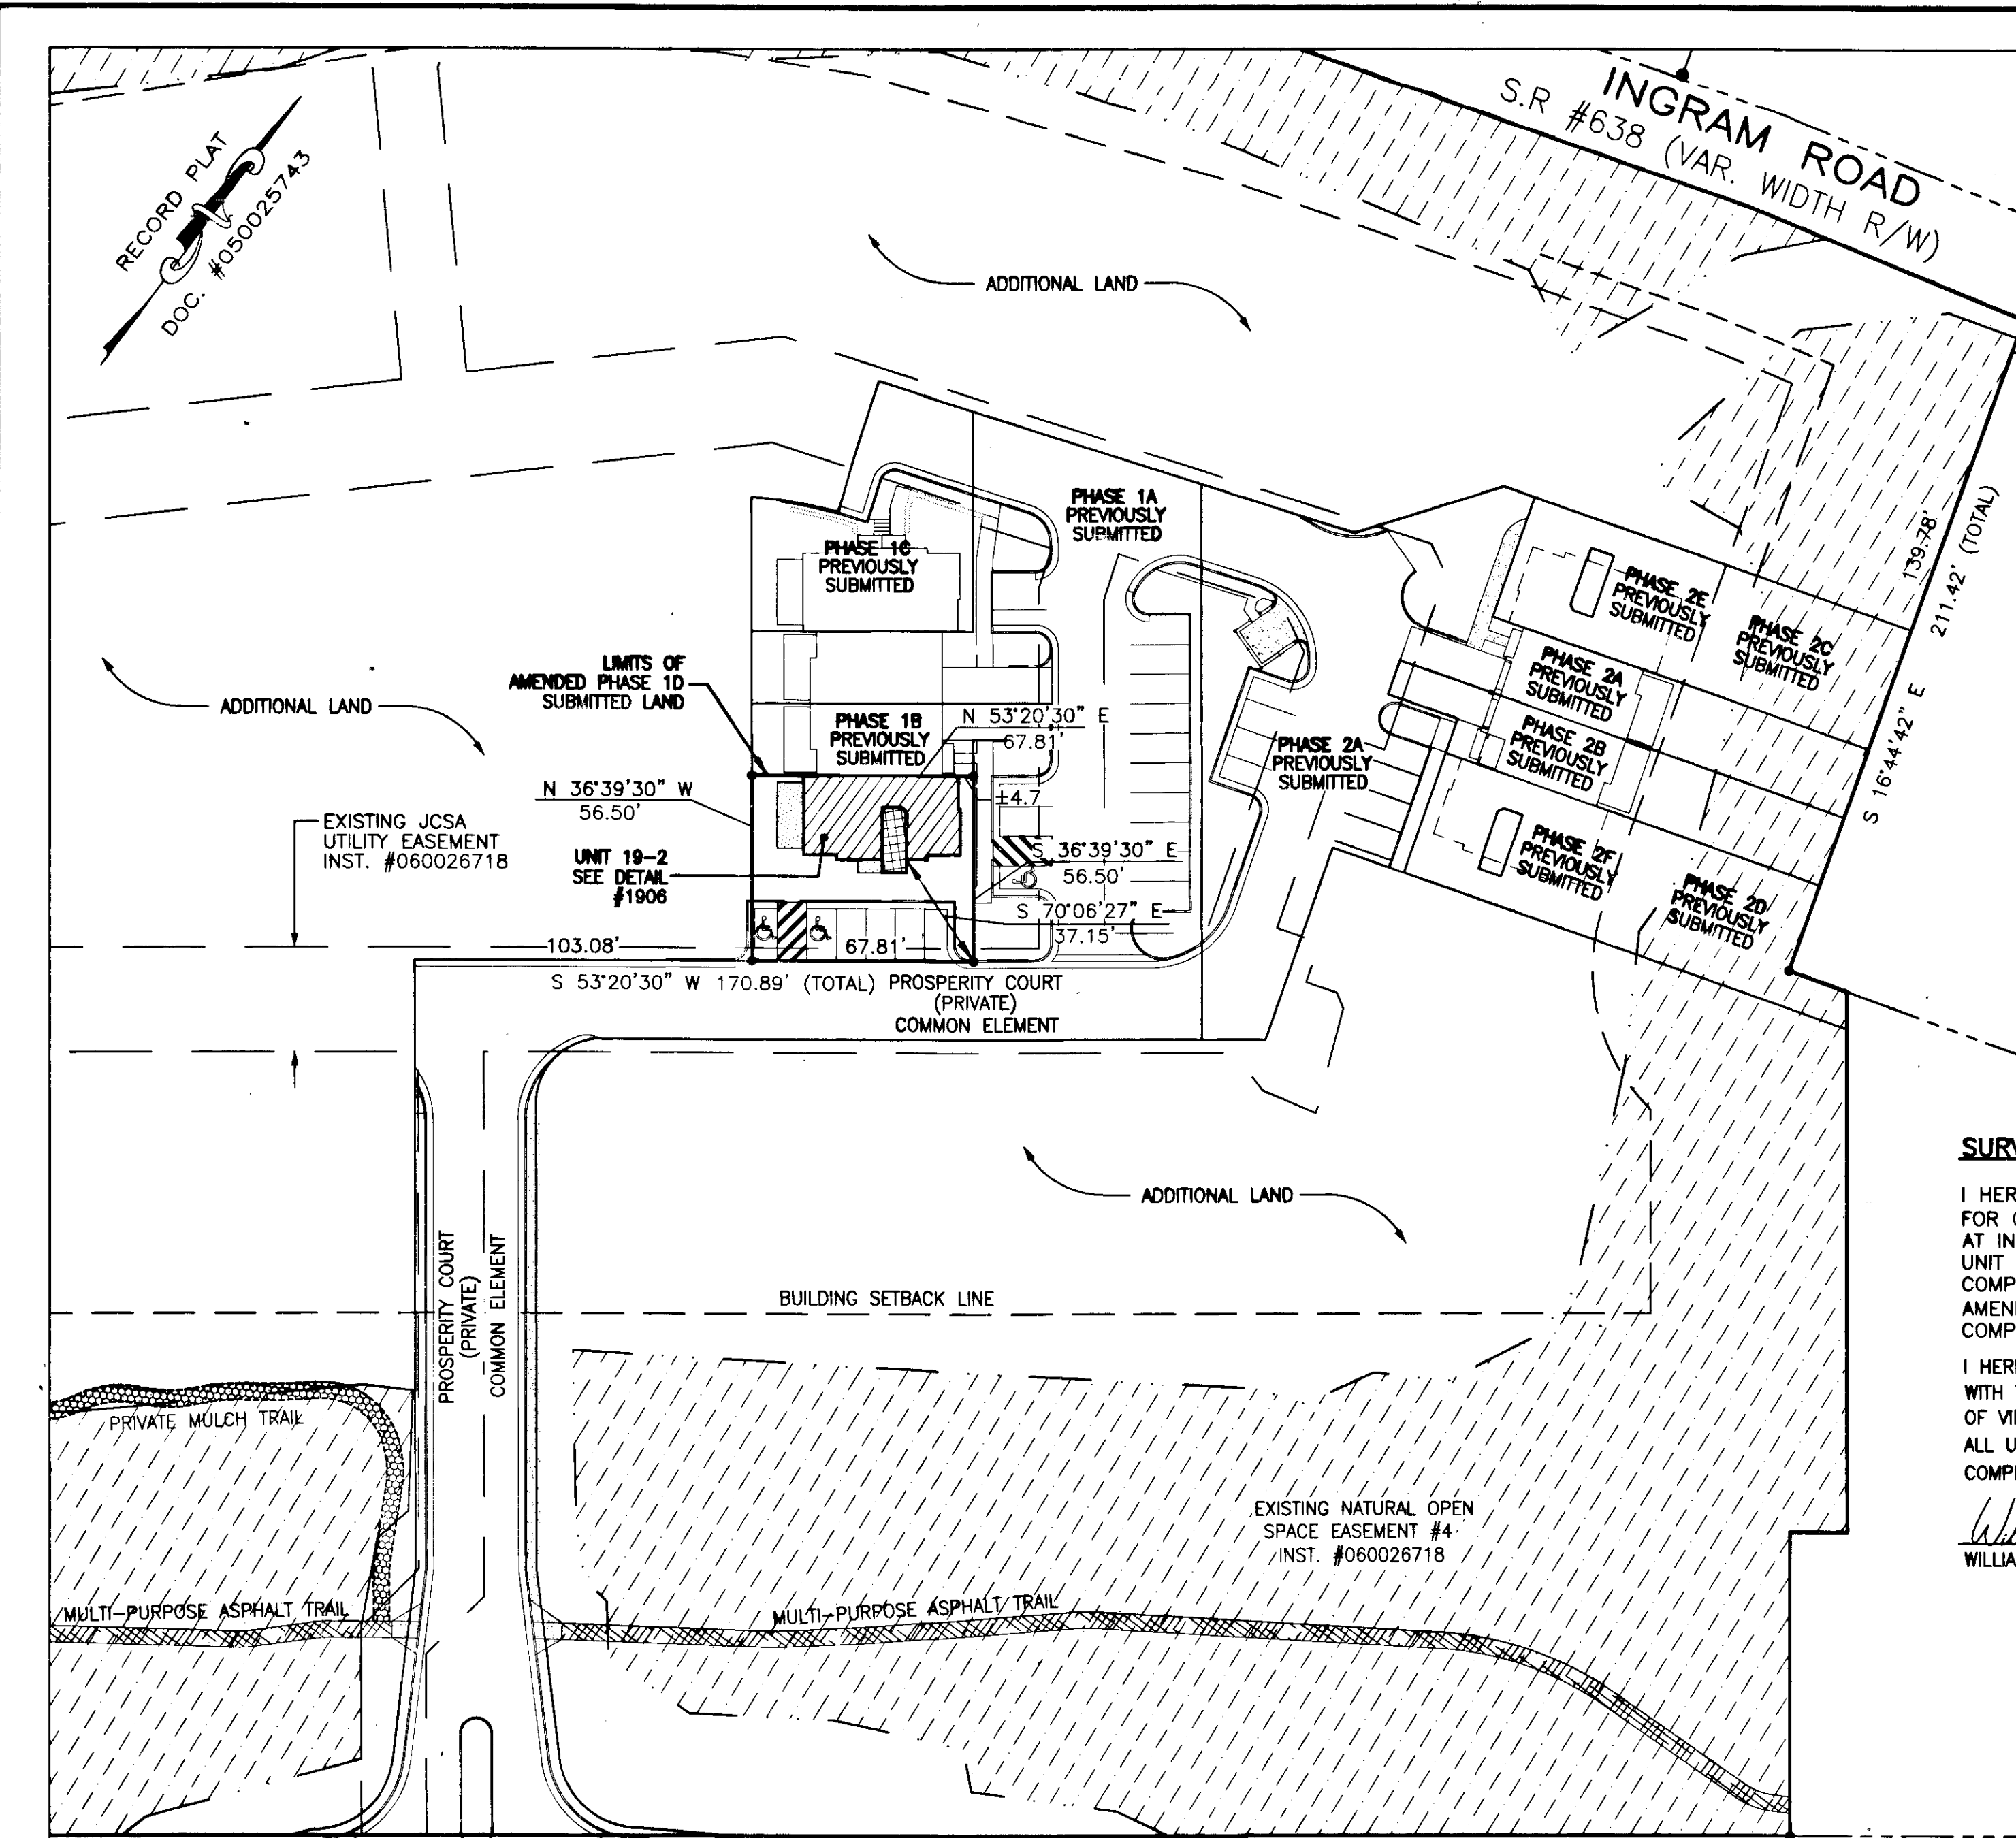 INGRAM ROAD
S.R #638 (VAR. WIDTH R/W)
RECORD PLAT
DOC. #050025743
ADDITIONAL LAND
139.78'
211.42' (TOTAL)
S 16°44'42" E
PHASE 1A
PREVIOUSLY
SUBMITTED
PHASE 1C
PREVIOUSLY
SUBMITTED
PHASE 2E
PREVIOUSLY
SUBMITTED
PHASE 2C
PREVIOUSLY
SUBMITTED
LIMITS OF
AMENDED PHASE 1D
SUBMITTED LAND
PHASE 2A
PREVIOUSLY
SUBMITTED
ADDITIONAL LAND
PHASE 1B
PREVIOUSLY
SUBMITTED
N 53°20'30" E
67.81'
PHASE 2A
PREVIOUSLY
SUBMITTED
PHASE 2B
PREVIOUSLY
SUBMITTED
N 36°39'30" W
56.50'
±4.7
EXISTING JCSA
UTILITY EASEMENT
INST. #060026718
UNIT 19-2
SEE DETAIL
#1906
S 36°39'30" E
56.50'
PHASE 2F
PREVIOUSLY
SUBMITTED
PHASE 2D
PREVIOUSLY
SUBMITTED
S 70°06'27" E
37.15'
103.08'
67.81'
S 53°20'30" W 170.89' (TOTAL) PROSPERITY COURT
(PRIVATE)
COMMON ELEMENT
ADDITIONAL LAND
PROSPERITY COURT
(PRIVATE)
COMMON ELEMENT
BUILDING SETBACK LINE
PRIVATE MULCH TRAIL
EXISTING NATURAL OPEN
SPACE EASEMENT #4
INST. #060026718
MULTI-PURPOSE ASPHALT TRAIL
MULTI-PURPOSE ASPHALT TRAIL
SURV
I HER
FOR
AT IN
UNIT
COMP
AMEN
COMP
I HER
WITH
OF VI
ALL U
COMP
WILLIA